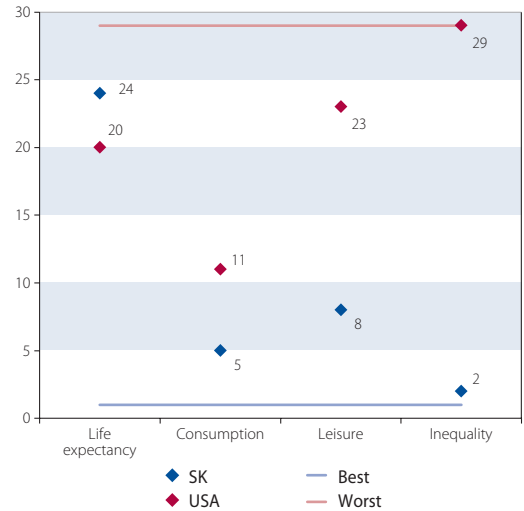 30
25
20
15
10
5
0
24
20
11
5
23
8
29
2
Life
expectancy
Consumption
Leisure
Inequality
SK
Best
USA
Worst